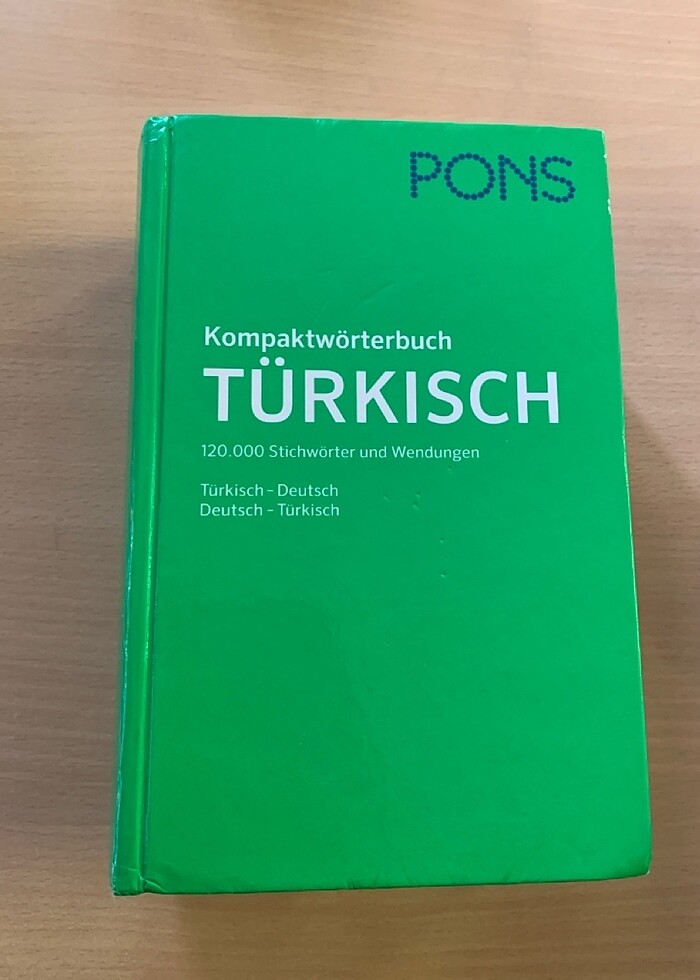 PONS
Kompaktwörterbuch
TÜRKISCH
120.000 Stichwörter und Wendungen
Türkisch – Deutsch
Deutsch – Türkisch